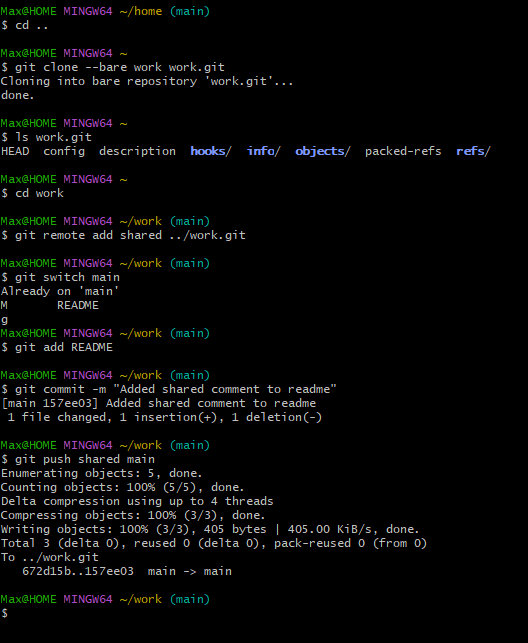 Max@HOME MINGW64 ~/home (main)
$ cd ..
Max@HOME MINGW64 ~
$ git clone --bare work work.git
Cloning into bare repository 'work.git'...
done.
Max@HOME MINGW64 ~
$ ls work.git
HEAD config description hooks/ info/ objects/ packed-refs refs/
Max@HOME MINGW64 ~
$ cd work
Max@HOME MINGW64 ~/work (main)
$ git remote add shared ../work.git
Max@HOME MINGW64 ~/work (main)
$ git switch main
Already on 'main'
M README
g
Max@HOME MINGW64 ~/work (main)
$ git add README
Max@HOME MINGW64 ~/work (main)
$ git commit -m "Added shared comment to readme"
[main 157ee03] Added shared comment to readme
1 file changed, 1 insertion(+), 1 deletion(-)
Max@HOME MINGW64 ~/work (main)
$ git push shared main
Enumerating objects: 5, done.
Counting objects: 100% (5/5), done.
Delta compression using up to 4 threads
Compressing objects: 100% (3/3), done.
Writing objects: 100% (3/3), 405 bytes | 405.00 KiB/s, done.
Total 3 (delta 0), reused 0 (delta 0), pack-reused 0 (from 0)
To ../work.git
672d15b..157ee03 main -> main
Max@HOME MINGW64 ~/work (main)
$